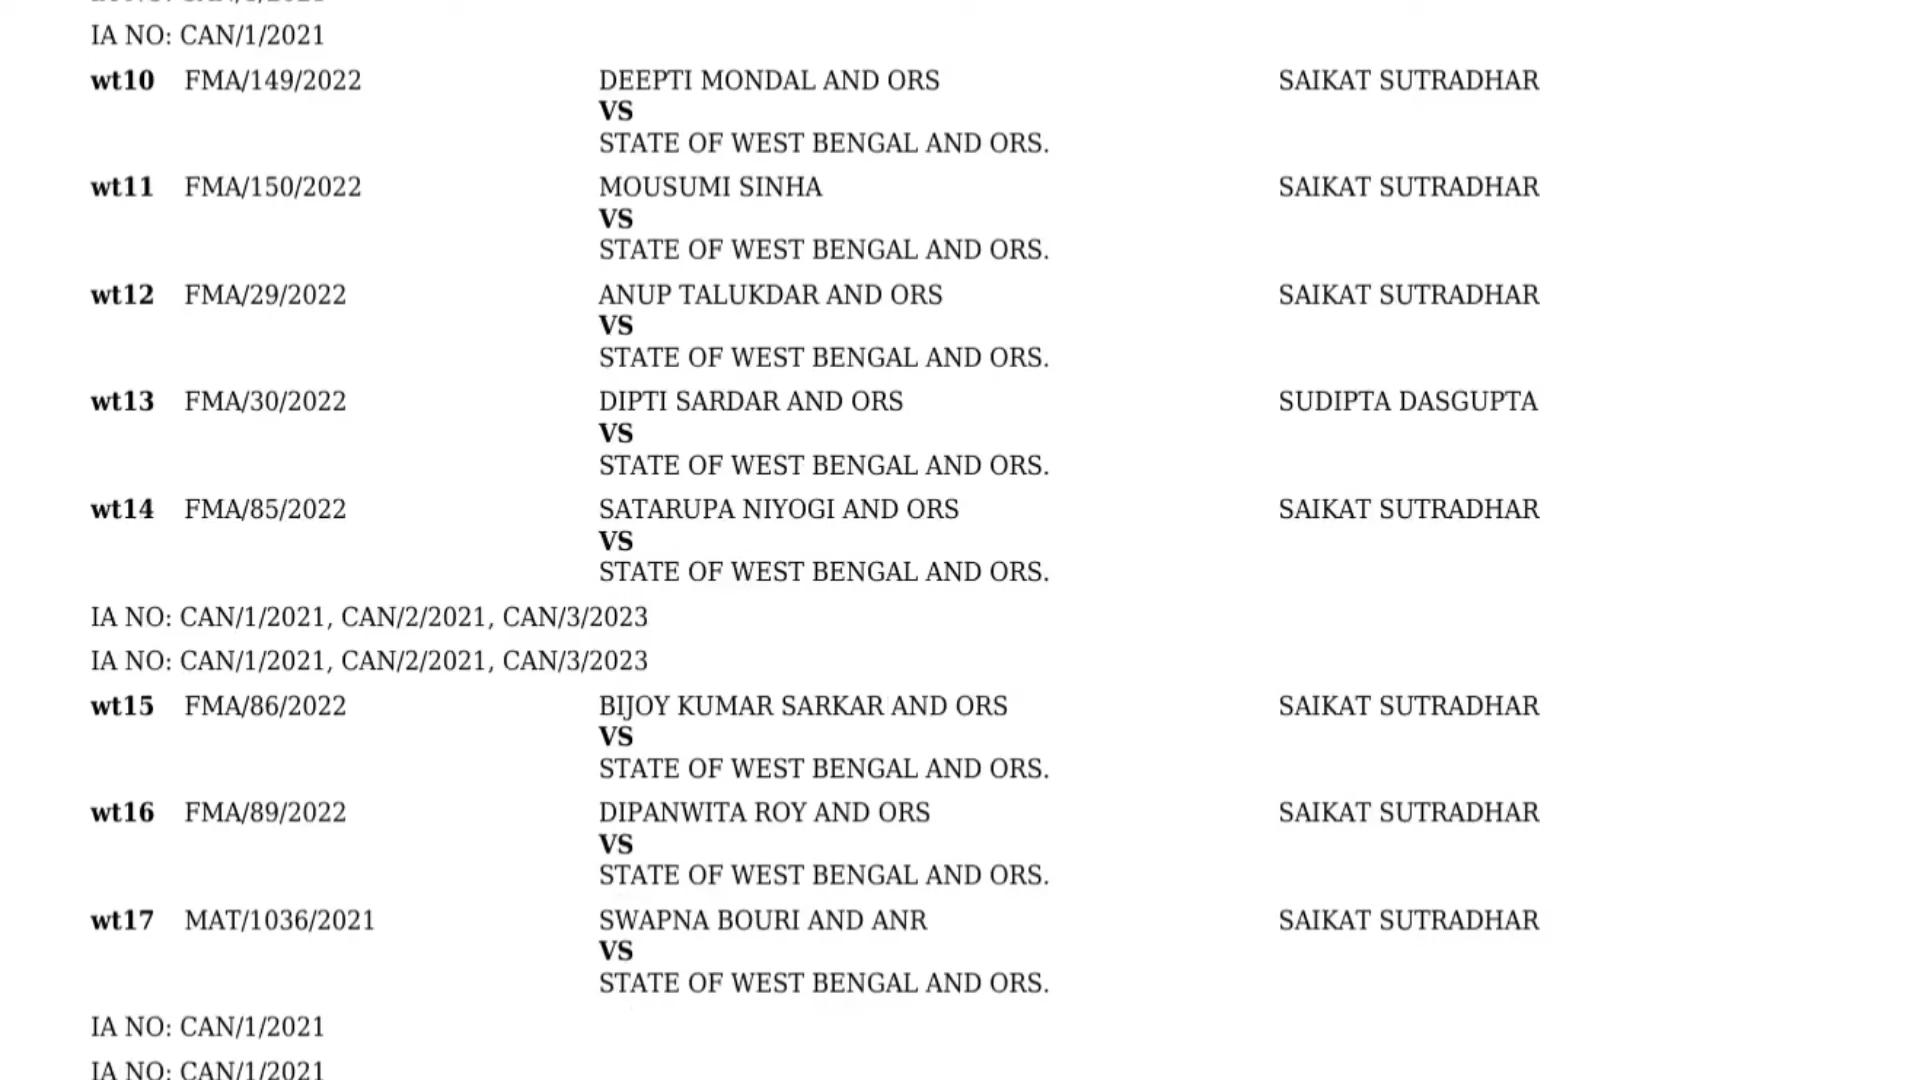 IA NO: CAN/1/2021
wt10 FMA/149/2022 DEEPTI MONDAL AND ORS SAIKAT SUTRADHAR
VS
STATE OF WEST BENGAL AND ORS.
wt11 FMA/150/2022 MOUSUMI SINHA SAIKAT SUTRADHAR
VS
STATE OF WEST BENGAL AND ORS.
wt12 FMA/29/2022 ANUP TALUKDAR AND ORS SAIKAT SUTRADHAR
VS
STATE OF WEST BENGAL AND ORS.
wt13 FMA/30/2022 DIPTI SARDAR AND ORS SUDIPTA DASGUPTA
VS
STATE OF WEST BENGAL AND ORS.
wt14 FMA/85/2022 SATARUPA NIYOGI AND ORS SAIKAT SUTRADHAR
VS
STATE OF WEST BENGAL AND ORS.
IA NO: CAN/1/2021, CAN/2/2021, CAN/3/2023
IA NO: CAN/1/2021, CAN/2/2021, CAN/3/2023
wt15 FMA/86/2022 BIJOY KUMAR SARKAR AND ORS SAIKAT SUTRADHAR
VS
STATE OF WEST BENGAL AND ORS.
wt16 FMA/89/2022 DIPANWITA ROY AND ORS SAIKAT SUTRADHAR
VS
STATE OF WEST BENGAL AND ORS.
wt17 MAT/1036/2021 SWAPNA BOURI AND ANR SAIKAT SUTRADHAR
VS
STATE OF WEST BENGAL AND ORS.
IA NO: CAN/1/2021
IA NO: CAN/1/2021